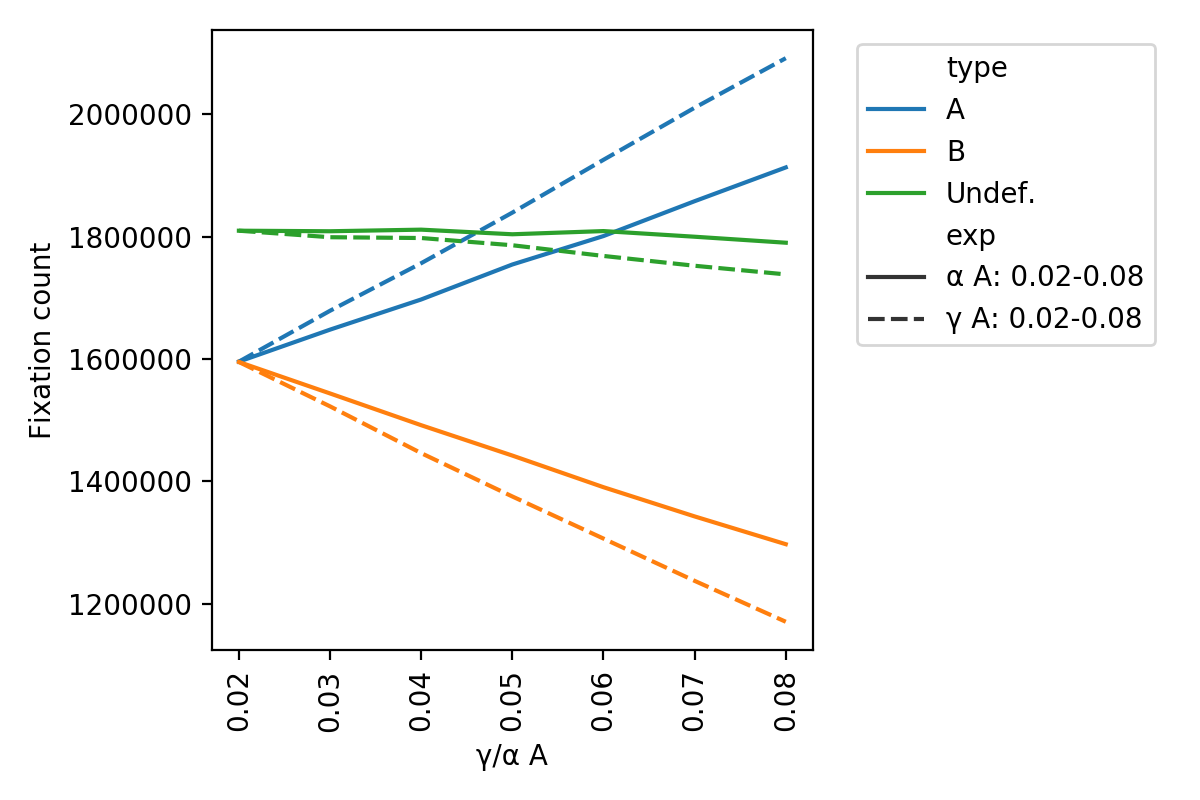 2000000
1800000
1600000
1400000
1200000
Fixation count
0.02
0.03
0.04
0.05
0.06
0.07
0.08
γ/α A
type
A
B
Undef.
exp
α A: 0.02-0.08
γ A: 0.02-0.08